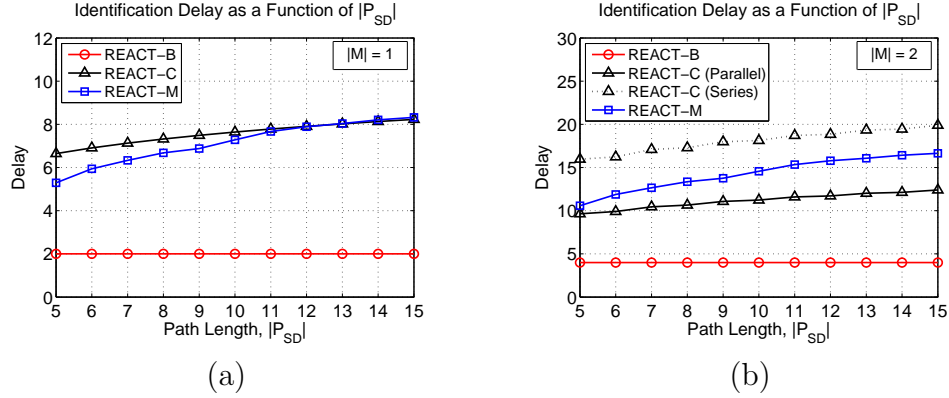 Identification Delay as a Function of |P_SD|
12
10
8
6
4
2
0
Delay
REACT−B
REACT−C
REACT−M
|M| = 1
5 6 7 8 9 10 11 12 13 14 15
Path Length, |P_SD|
(a)
Identification Delay as a Function of |P_SD|
30
25
20
15
10
5
0
Delay
REACT−B
REACT−C (Parallel)
REACT−C (Series)
REACT−M
|M| = 2
5 6 7 8 9 10 11 12 13 14 15
Path Length, |P_SD|
(b)